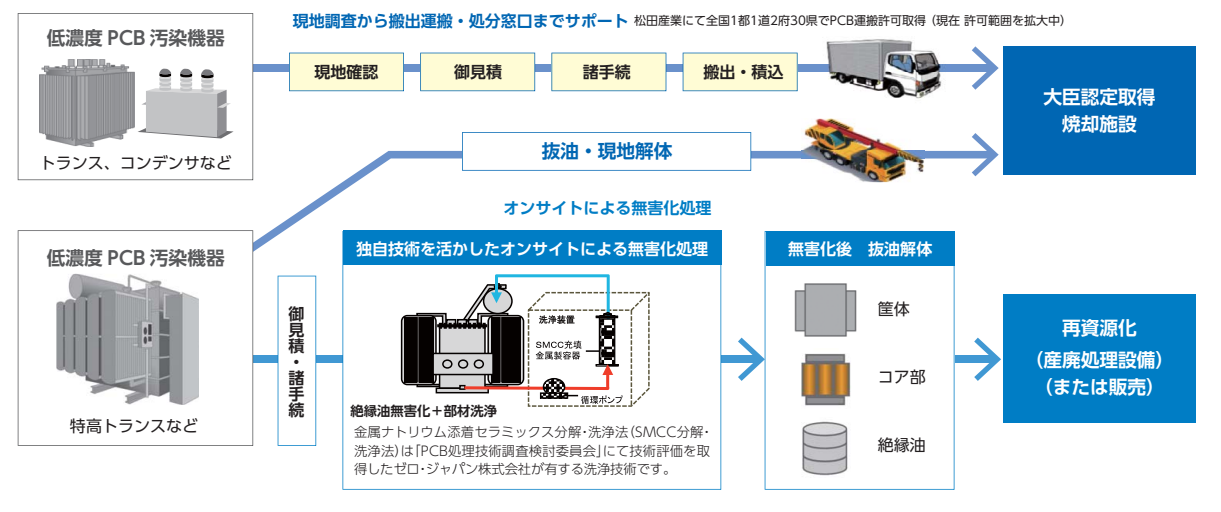 現地調査から搬出運搬・処分窓口までサポート 松田産業にて全国1都1道2府30県でPCB運搬許可取得（現在 許可範囲を拡大中）
低濃度 PCB 汚染機器
トランス、コンデンサなど
現地確認
御見積
諸手続
搬出・積込
大臣認定取得
焼却施設
抜油・現地解体
オンサイトによる無害化処理
低濃度 PCB 汚染機器
特高トランスなど
御見積・諸手続
独自技術を活かしたオンサイトによる無害化処理
洗浄装置
SMCC充填
金属製容器
循環ポンプ
絶縁油無害化＋部材洗浄
金属ナトリウム添着セラミックス分解・洗浄法（SMCC分解・
洗浄法）は「PCB処理技術調査検討委員会」にて技術評価を取
得したゼロ・ジャパン株式会社が有する洗浄技術です。
無害化後 抜油解体
筐体
コア部
絶縁油
再資源化
（産廃処理設備）
（または販売）